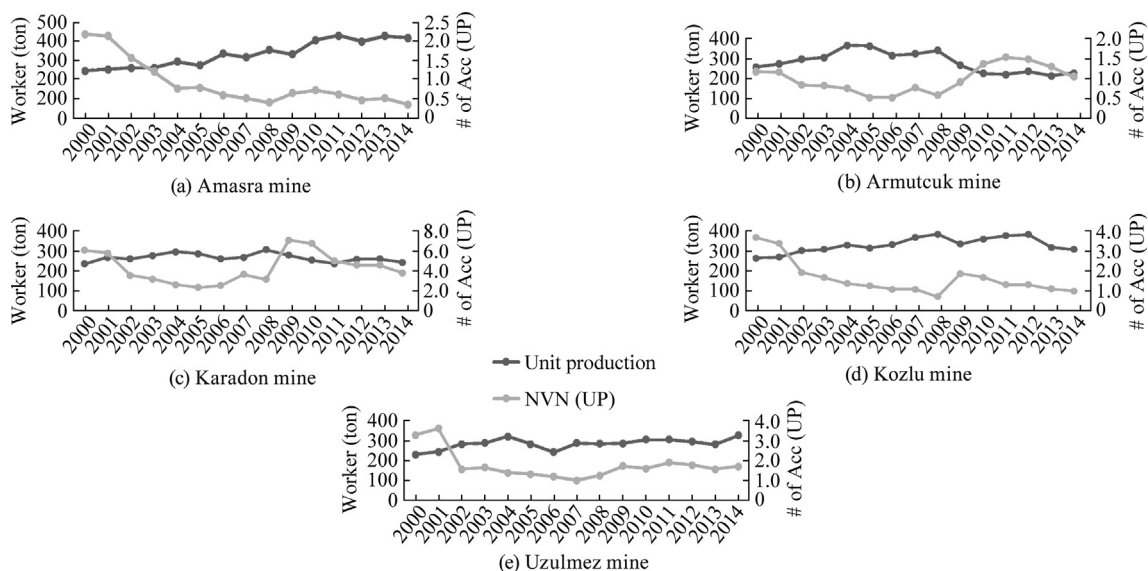 Worker (ton)
500
400
300
200
200
0
2.5
2.0
1.5
1.2
0.5
0
# of Acc (UP)
2000 2001 2002 2003 2004 2005 2006 2007 2008 2009 2010 2011 2012 2013 2014
(a) Amasra mine
Worker (ton)
400
300
200
100
0
2.0
1.5
1.0
0.5
0
# of Acc (UP)
2000 2001 2002 2003 2004 2005 2006 2007 2008 2009 2010 2011 2012 2013 2014
(b) Armutcuk mine
Worker (ton)
400
300
200
100
0
8.0
6.0
4.0
2.0
0
# of Acc (UP)
2000 2001 2002 2003 2004 2005 2006 2007 2008 2009 2010 2011 2012 2013 2014
(c) Karadon mine
Worker (ton)
400
300
200
100
0
4.0
3.0
2.0
1.0
0
# of Acc (UP)
2000 2001 2002 2003 2004 2005 2006 2007 2008 2009 2010 2011 2012 2013 2014
(d) Kozlu mine
Unit production
NVN (UP)
Worker (ton)
400
300
200
100
0
4.0
3.0
2.0
1.0
0
# of Acc (UP)
2000 2001 2002 2003 2004 2005 2006 2007 2008 2009 2010 2011 2012 2013 2014
(e) Uzulmez mine